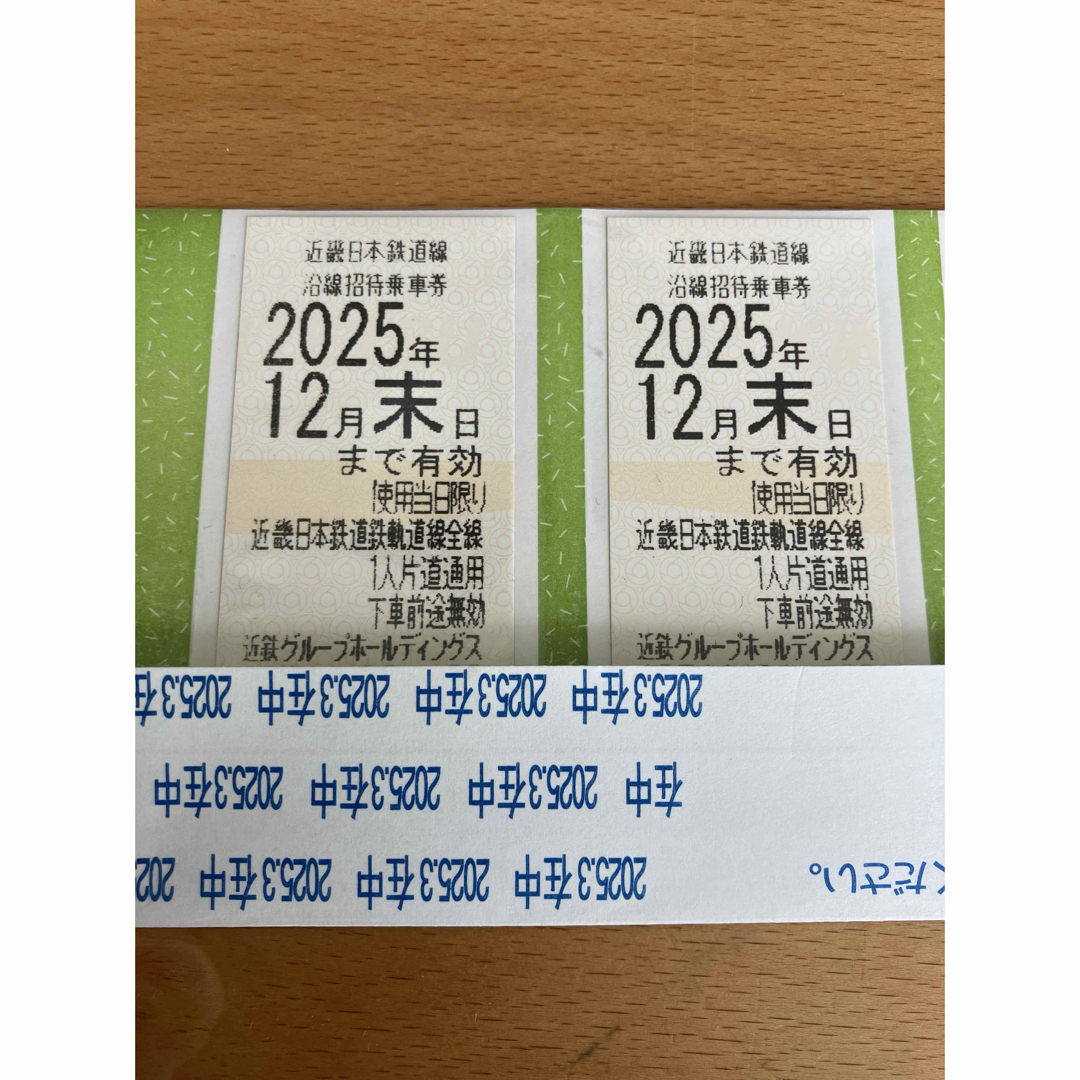 近畿日本鉄道線
沿線招待乗車券
2025年
12月末日
まで有効
使用当日限り
近畿日本鉄道鉄軌道線全線
1人片道通用
下車前途無効
近鉄グループホールディングス
近畿日本鉄道線
沿線招待乗車券
2025年
12月末日
まで有効
使用当日限り
近畿日本鉄道鉄軌道線全線
1人片道通用
下車前途無効
近鉄グループホールディングス
ください。
2025.3在中 2025.3在中 2025.3在中 202
在中 2025.3在中 2025.3在中 2025.3在中
2025.3在中 2025.3在中 2025.3在中 2025.3在